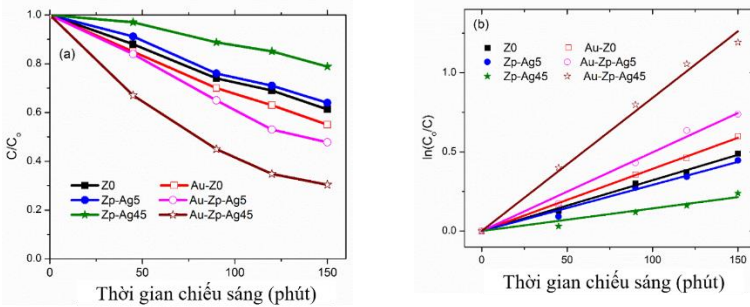 (a)
C/C₀
1.0
0.8
0.6
0.4
0.2
0.0
Z0
Au-Z0
Zp-Ag5
Au-Zp-Ag5
Zp-Ag45
Au-Zp-Ag45
0
50
100
150
Thời gian chiếu sáng (phút)
(b)
ln(C₀/C)
1.0
0.5
0.0
Z0
Au-Z0
Zp-Ag5
Au-Zp-Ag5
Zp-Ag45
Au-Zp-Ag45
0
50
100
150
Thời gian chiếu sáng (phút)